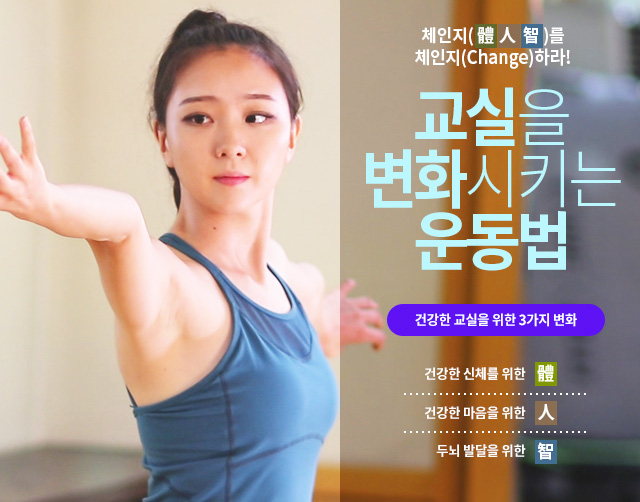 체인지(體人智)를
체인지(Change)하라!
교실을
변화시키는
운동법
건강한 교실을 위한 3가지 변화
건강한 신체를 위한 體
건강한 마음을 위한 人
두뇌 발달을 위한 智